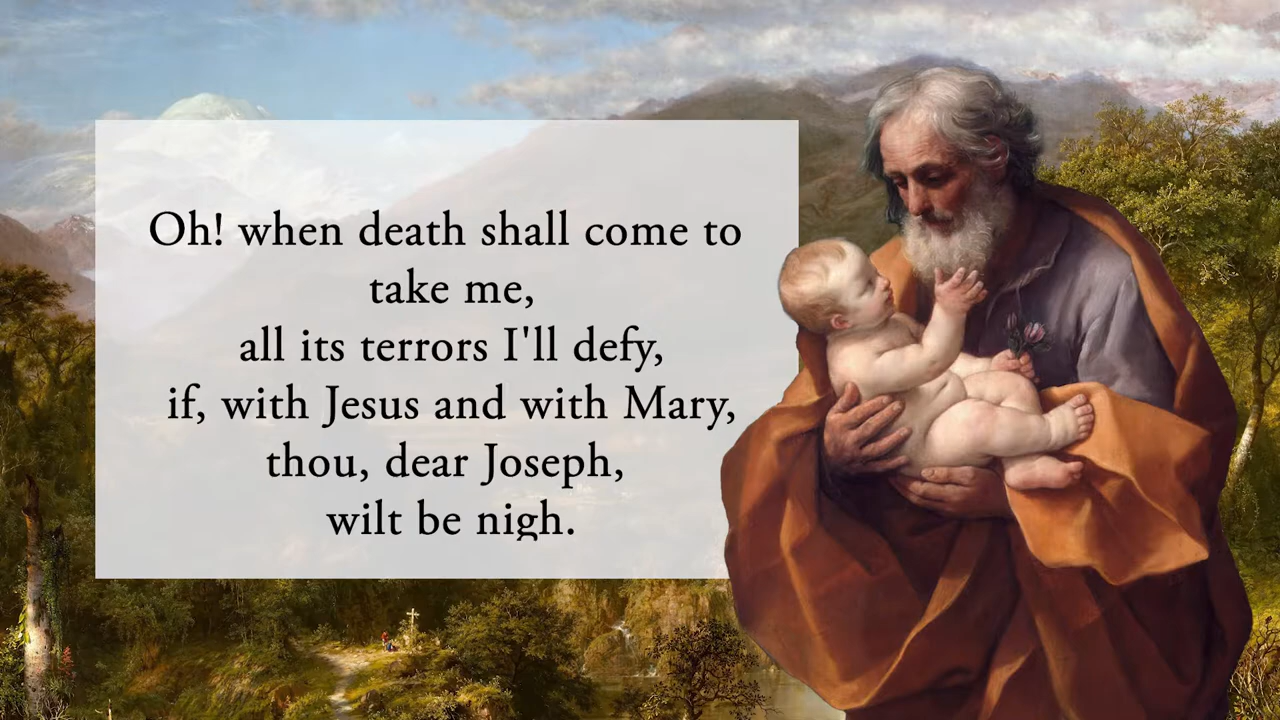 Oh! when death shall come to
take me,
all its terrors I'll defy,
if, with Jesus and with Mary,
thou, dear Joseph,
wilt be nigh.